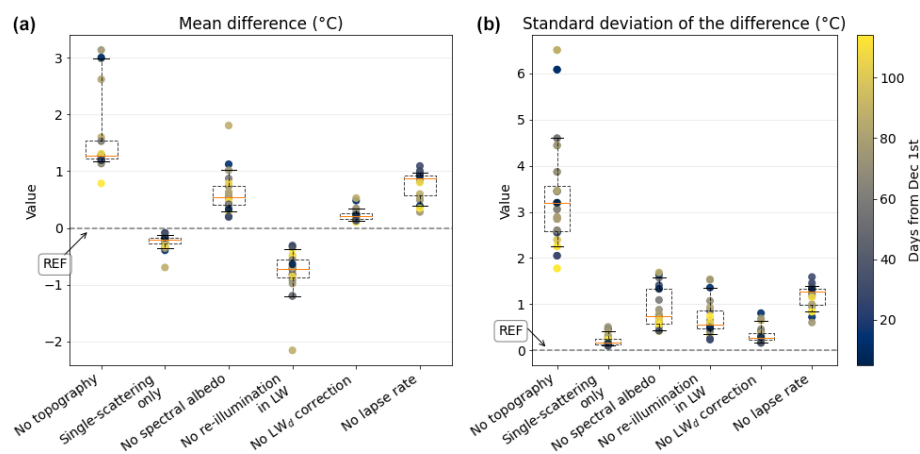 (a)
Mean difference (°C)
3
2
1
0
−1
−2
Value
REF
No topography
Single-scattering
only
No spectral albedo
No re-illumination
in LW
No LWd correction
No lapse rate
(b)
Standard deviation of the difference (°C)
6
5
4
3
2
1
0
Value
REF
No topography
Single-scattering
only
No spectral albedo
No re-illumination
in LW
No LWd correction
No lapse rate
100
80
60
40
20
Days from Dec 1st